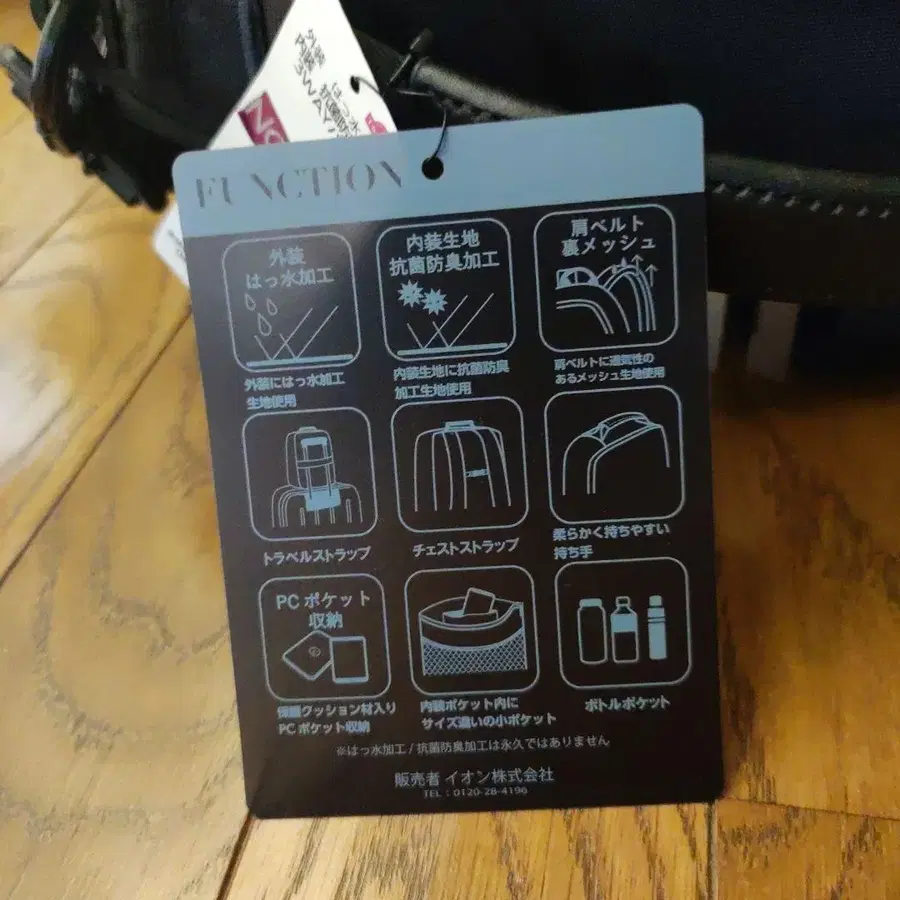 FUNCTION
外装
はっ水加工
外装にはっ水加工
生地使用
内装生地
抗菌防臭加工
内装生地に抗菌防臭
加工生地使用
肩ベルト
裏メッシュ
肩ベルトに通気性の
あるメッシュ生地使用
トラベルストラップ
チェストストラップ
柔らかく持ちやすい
持ち手
PCポケット
収納
保護クッション材入り
PCポケット収納
内装ポケット内に
サイズ違いの小ポケット
ボトルポケット
※はっ水加工/抗菌防臭加工は永久ではありません
販売者 イオン株式会社
TEL:0120-28-4196